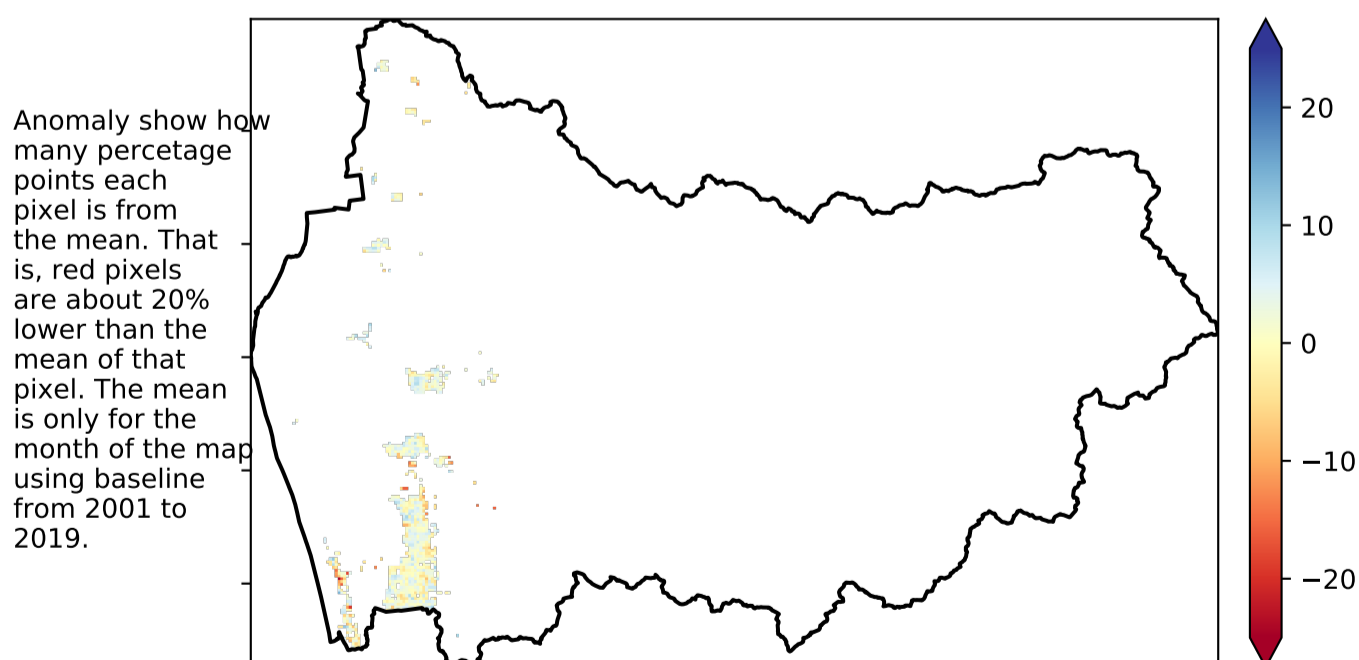 Anomaly show how
many percetage
points each
pixel is from
the mean. That
is, red pixels
are about 20%
lower than the
mean of that
pixel. The mean
is only for the
month of the map
using baseline
from 2001 to
2019.
20
10
0
−10
−20